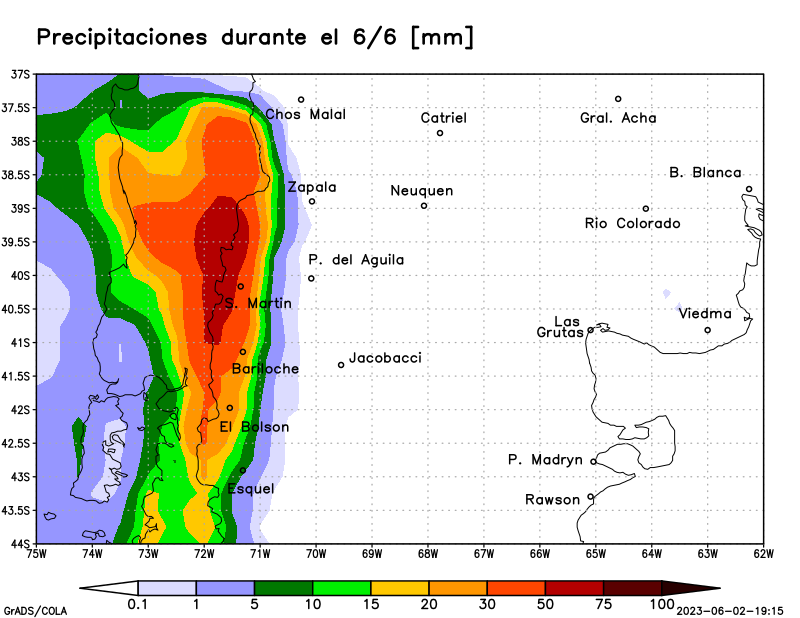 Precipitaciones durante el 6/6 [mm]
37S
37.5S
Chos Malal
Catriel
Gral. Acha
38S
38.5S
B. Blanca
Zapala
Neuquen
39S
Rio Colorado
39.5S
P. del Aguila
40S
S. Martin
40.5S
Viedma
Las
Grutas
41S
Jacobacci
Bariloche
41.5S
42S
El Bolson
42.5S
P. Madryn
43S
Esquel
Rawson
43.5S
44S
75W 74W 73W 72W 71W 70W 69W 68W 67W 66W 65W 64W 63W 62W
0.1 1 5 10 15 20 30 50 75 100
GrADS/COLA
2023-06-02-19:15